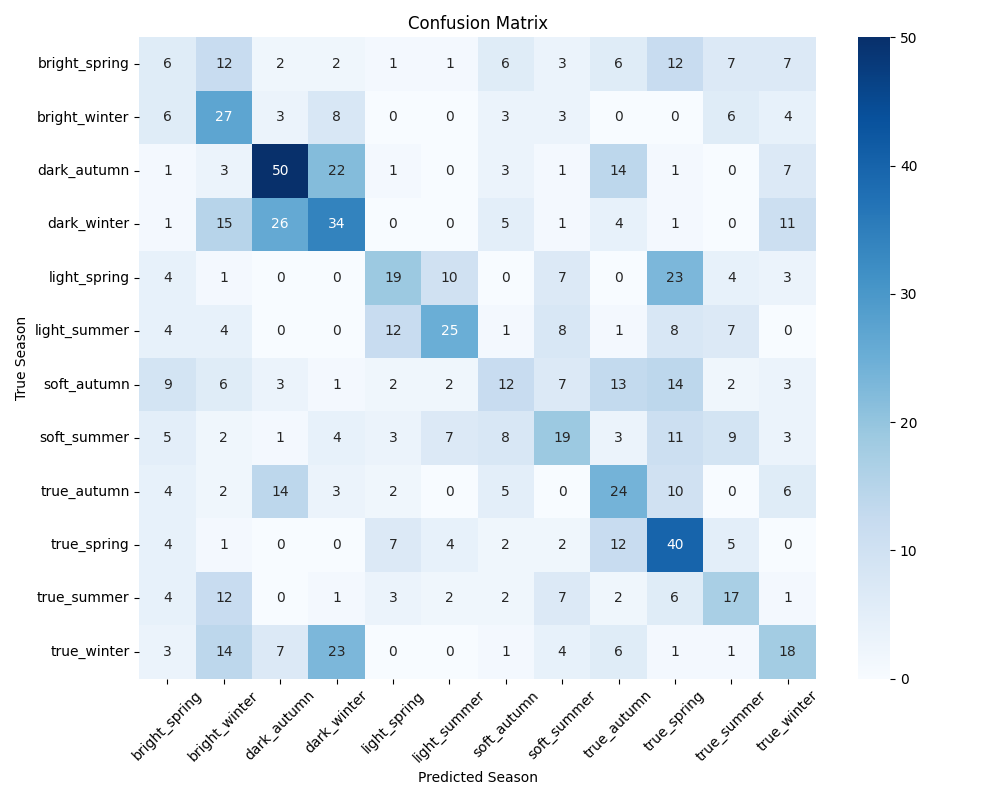 Confusion Matrix
bright_spring 6 12 2 2 1 1 6 3 6 12 7 7
bright_winter 6 27 3 8 0 0 3 3 0 0 6 4
dark_autumn 1 3 50 22 1 0 3 1 14 1 0 7
dark_winter 1 15 26 34 0 0 5 1 4 1 0 11
light_spring 4 1 0 0 19 10 0 7 0 23 4 3
light_summer 4 4 0 0 12 25 1 8 1 8 7 0
soft_autumn 9 6 3 1 2 2 12 7 13 14 2 3
soft_summer 5 2 1 4 3 7 8 19 3 11 9 3
true_autumn 4 2 14 3 2 0 5 0 24 10 0 6
true_spring 4 1 0 0 7 4 2 2 12 40 5 0
true_summer 4 12 0 1 3 2 2 7 2 6 17 1
true_winter 3 14 7 23 0 0 1 4 6 1 1 18
bright_spring bright_winter dark_autumn dark_winter light_spring light_summer soft_autumn soft_summer true_autumn true_spring true_summer true_winter
Predicted Season
True Season
50
40
30
20
10
0